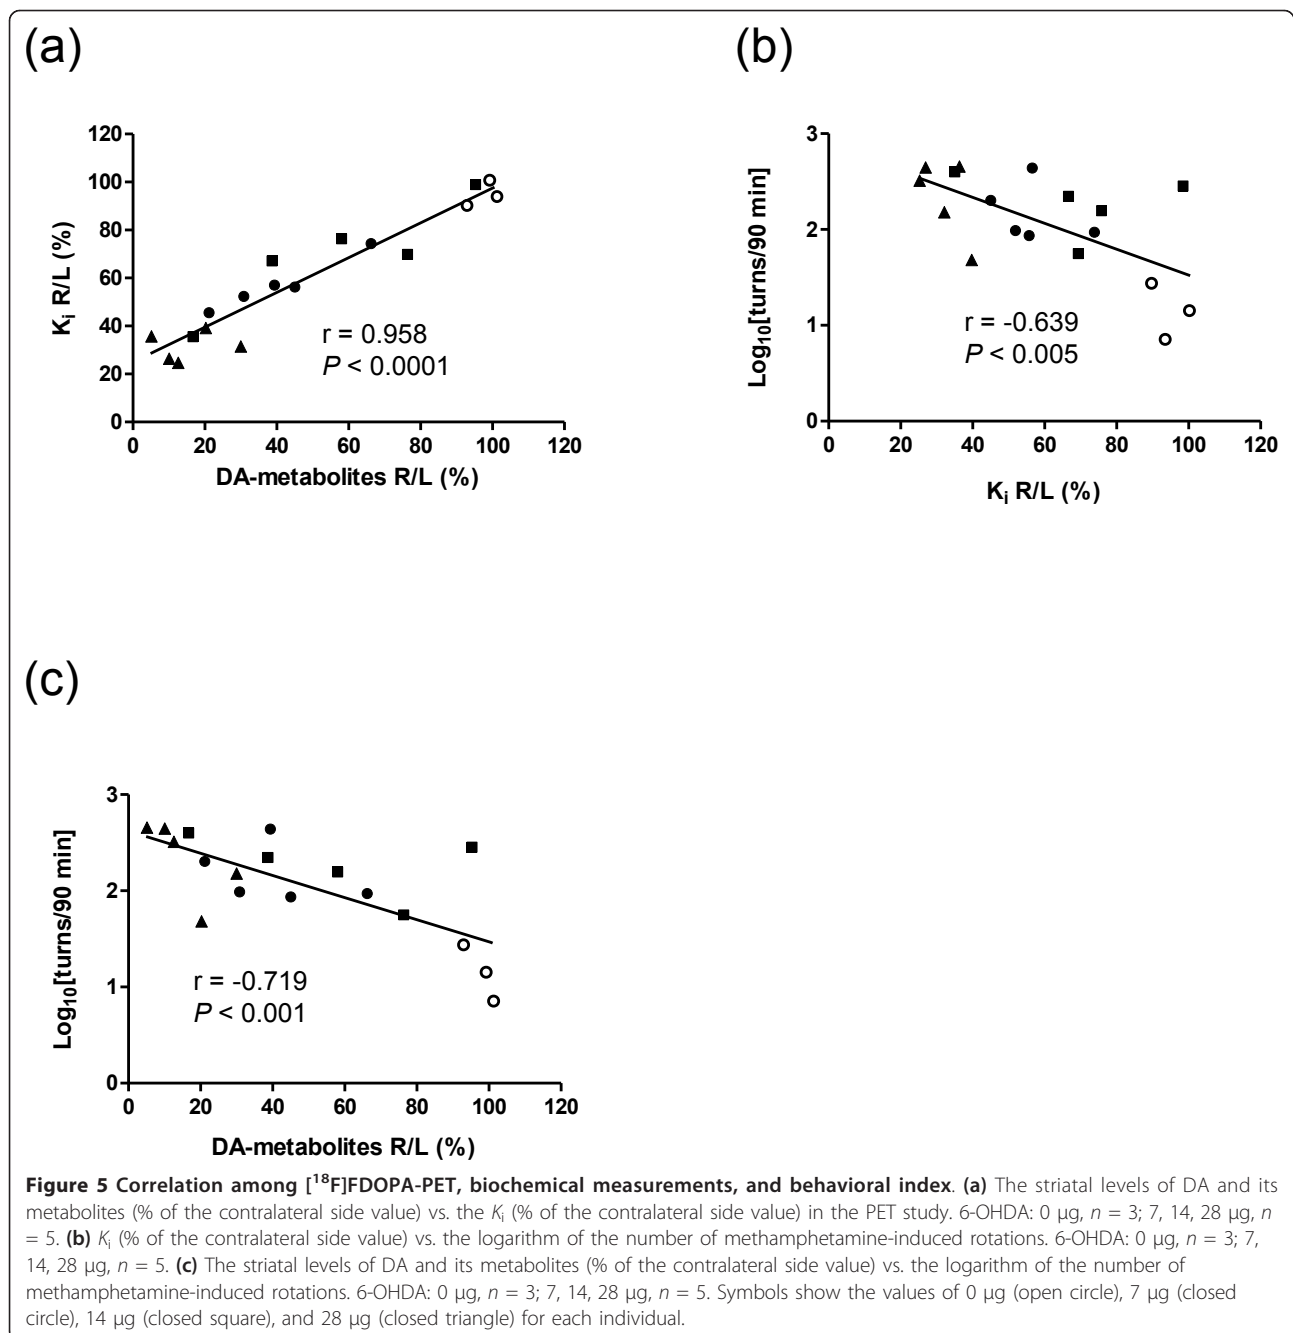 (a)
120
100
80
60
40
20
0
K_i R/L (%)
r = 0.958
P < 0.0001
0 20 40 60 80 100 120
DA-metabolites R/L (%)
(b)
3
2
1
0
Log₁₀[turns/90 min]
r = -0.639
P < 0.005
0 20 40 60 80 100 120
K_i R/L (%)
(c)
3
2
1
0
Log₁₀[turns/90 min]
r = -0.719
P < 0.001
0 20 40 60 80 100 120
DA-metabolites R/L (%)
Figure 5 Correlation among [¹⁸F]FDOPA-PET, biochemical measurements, and behavioral index. (a) The striatal levels of DA and its
metabolites (% of the contralateral side value) vs. the K_i (% of the contralateral side value) in the PET study. 6-OHDA: 0 μg, n = 3; 7, 14, 28 μg, n
= 5. (b) K_i (% of the contralateral side value) vs. the logarithm of the number of methamphetamine-induced rotations. 6-OHDA: 0 μg, n = 3; 7,
14, 28 μg, n = 5. (c) The striatal levels of DA and its metabolites (% of the contralateral side value) vs. the logarithm of the number of
methamphetamine-induced rotations. 6-OHDA: 0 μg, n = 3; 7, 14, 28 μg, n = 5. Symbols show the values of 0 μg (open circle), 7 μg (closed
circle), 14 μg (closed square), and 28 μg (closed triangle) for each individual.